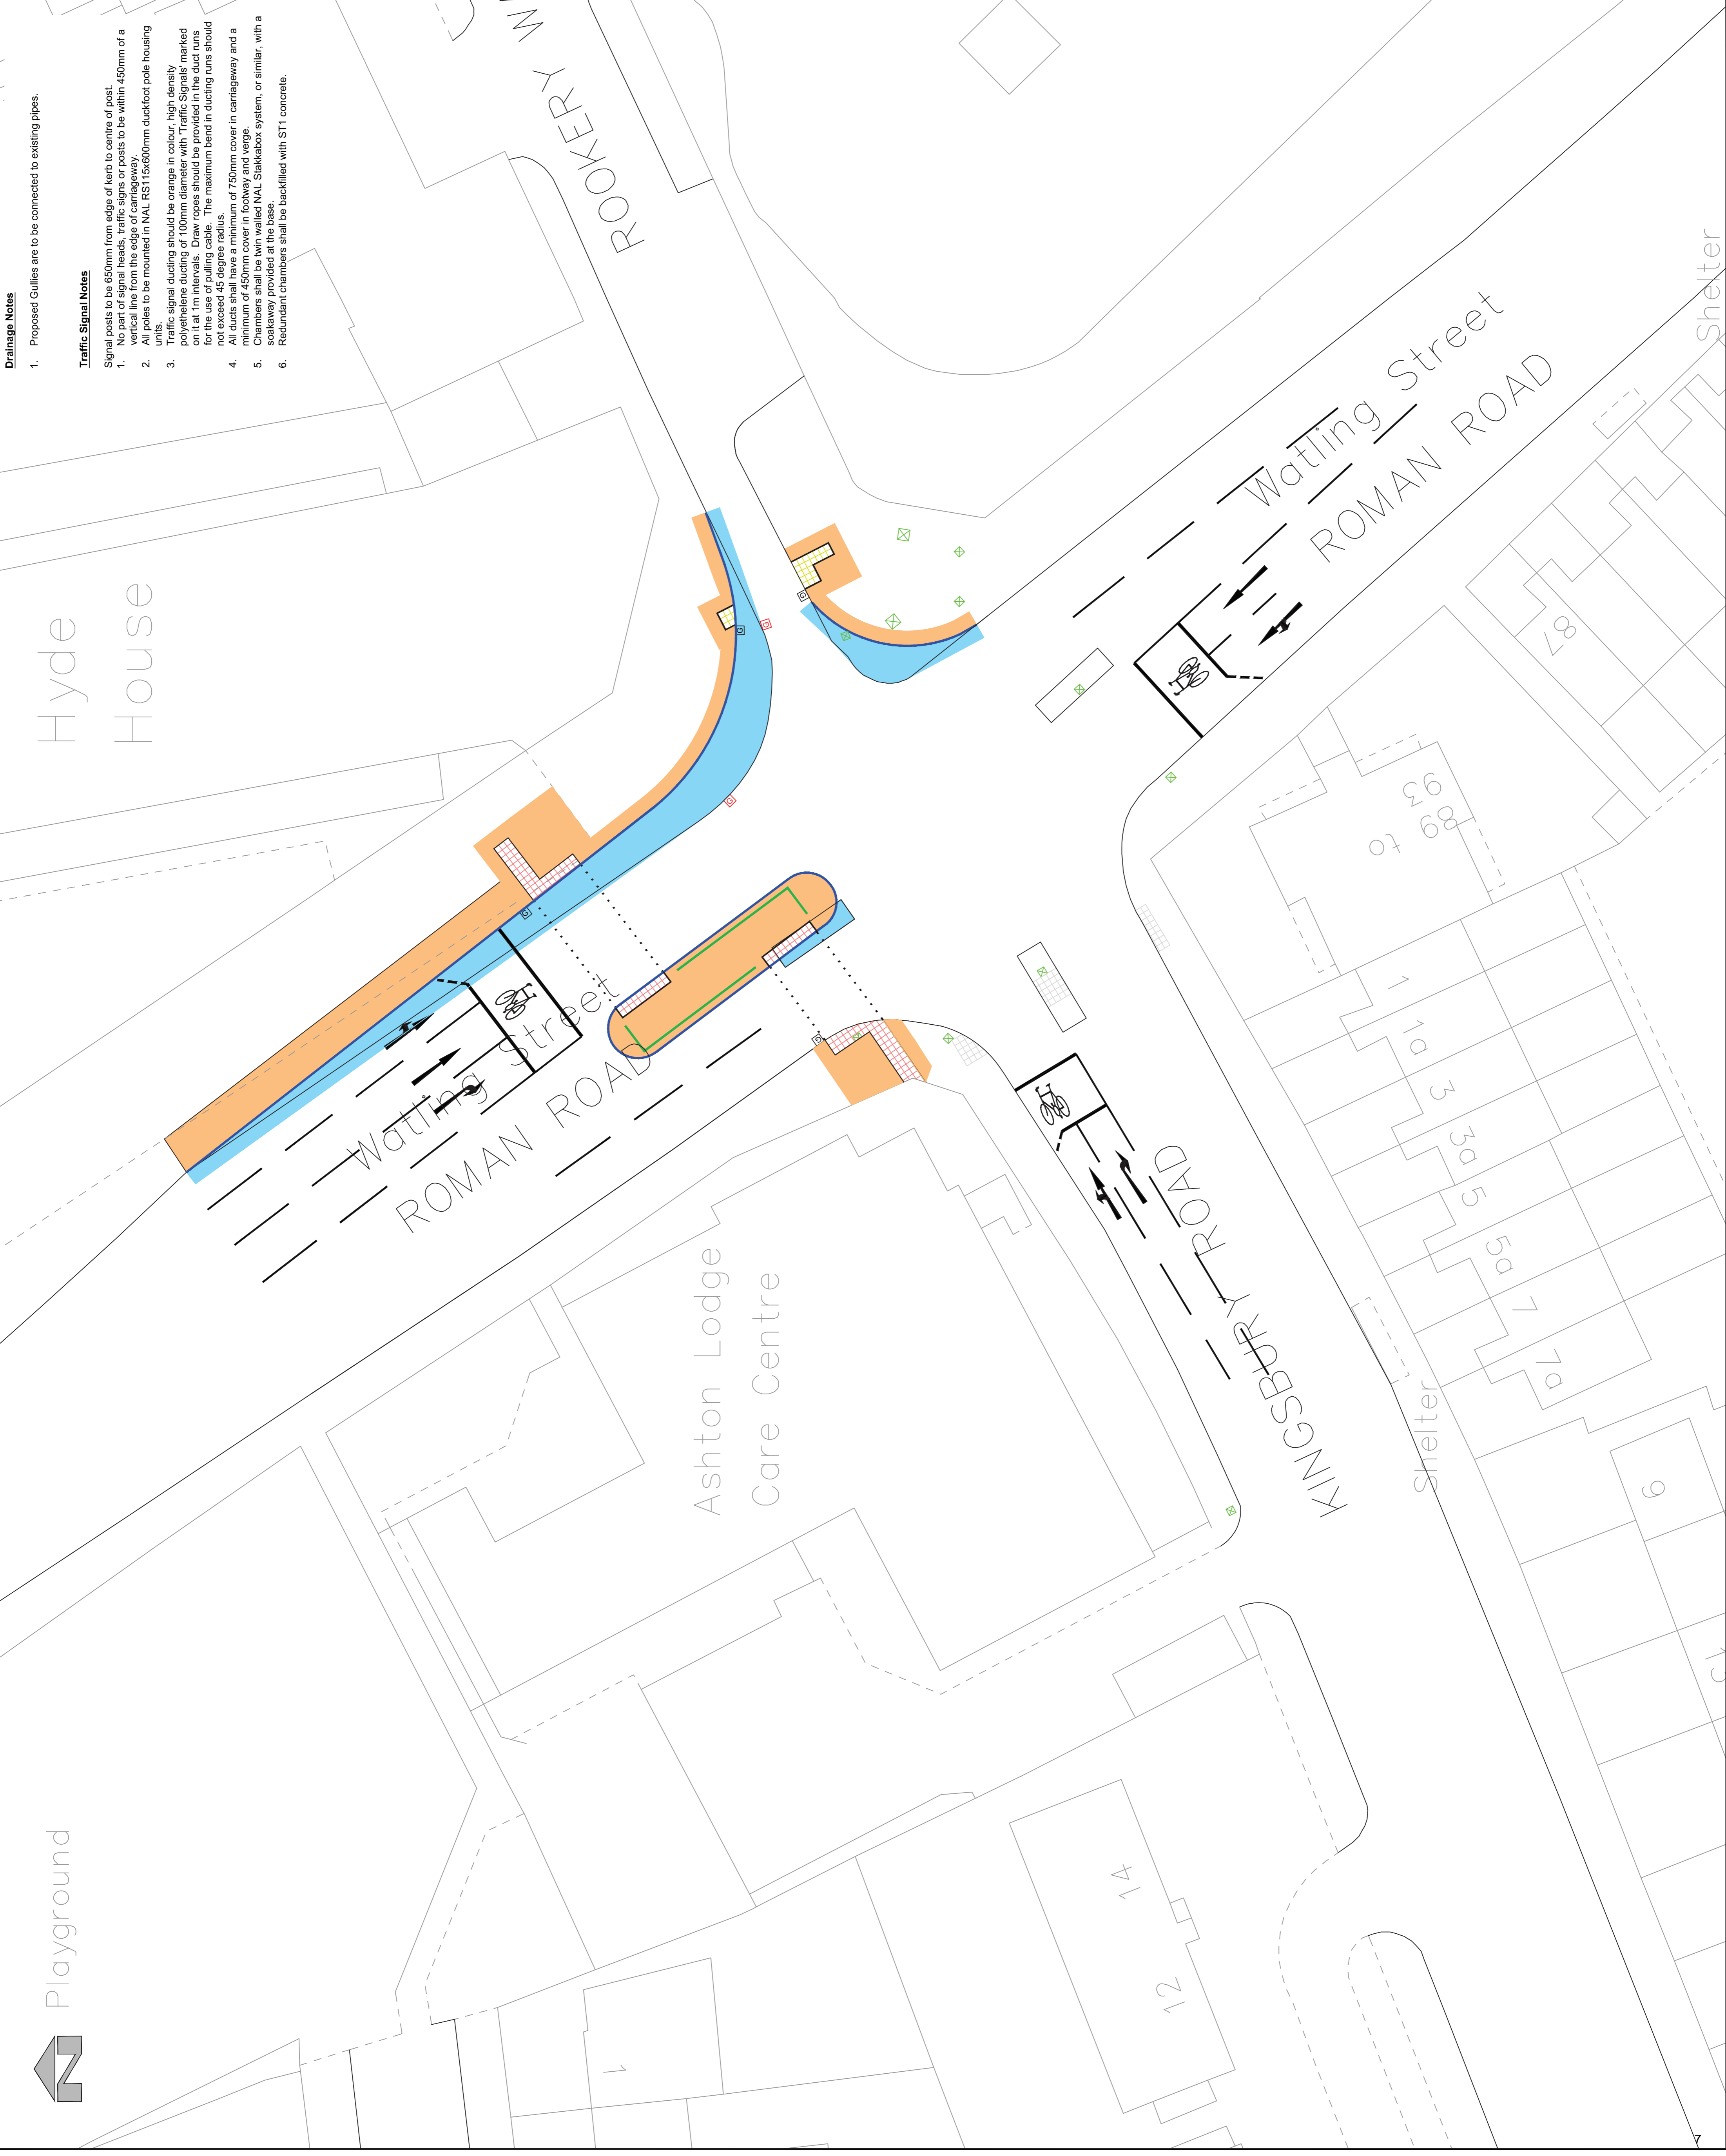 Drainage Notes
1. Proposed Gullies are to be connected to existing pipes.
Traffic Signal Notes
Signal posts to be 650mm from edge of kerb to centre of post.
1. No part of signal heads, traffic signs or posts to be within 450mm of a
vertical line from the edge of carriageway.
2. All poles to be mounted in NAL RS115x600mm duckfoot pole housing
units.
3. Traffic signal ducting should be orange in colour, high density
polyethelene ducting of 100mm diameter with 'Traffic Signals' marked
on it at 1m intervals. Draw ropes should be provided in the duct runs
for the use of pulling cable. The maximum bend in ducting runs should
not exceed 45 degree radius.
4. All ducts shall have a minimum of 750mm cover in carriageway and a
minimum of 450mm cover in footway and verge.
5. Chambers shall be twin walled NAL Stakkabox system, or similar, with a
soakaway provided at the base.
6. Redundant chambers shall be backfilled with ST1 concrete.
ROOKERY W
Hyde
House
Watling Street
ROMAN ROAD
Shelter
87
93
89 to
G
G
G
G
G
G
Watling Street
ROMAN ROAD
1
1a
3
3a
5
5a
7
7a
Ashton Lodge
Care Centre
KINGSBURY ROAD
Shelter
9
Playground
N
14
12
7